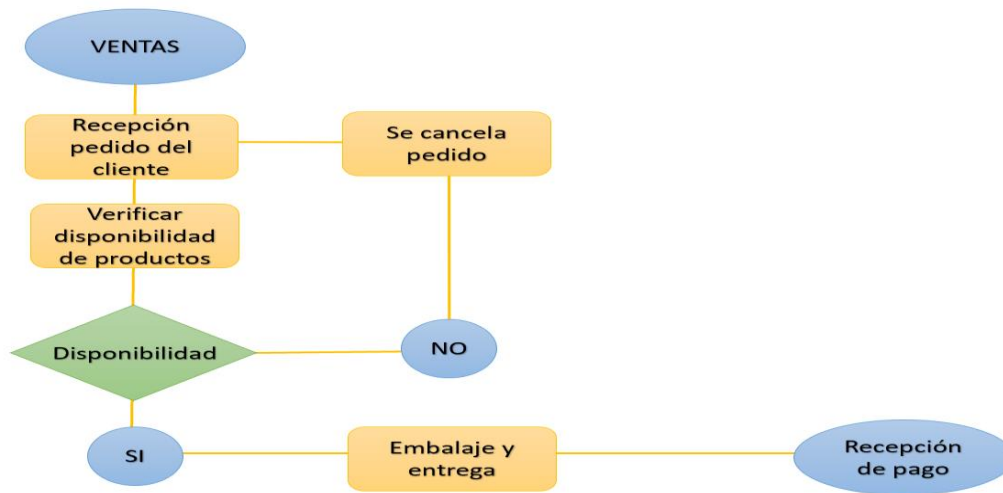 VENTAS
Recepción
pedido del
cliente
Se cancela
pedido
Verificar
disponibilidad
de productos
Disponibilidad
NO
SI
Embalaje y
entrega
Recepción
de pago